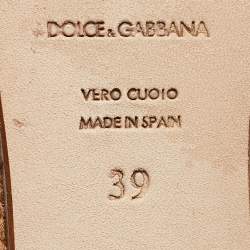 DOLCE & GABBANA
VERO CUOIO
MADE IN SPAIN
39